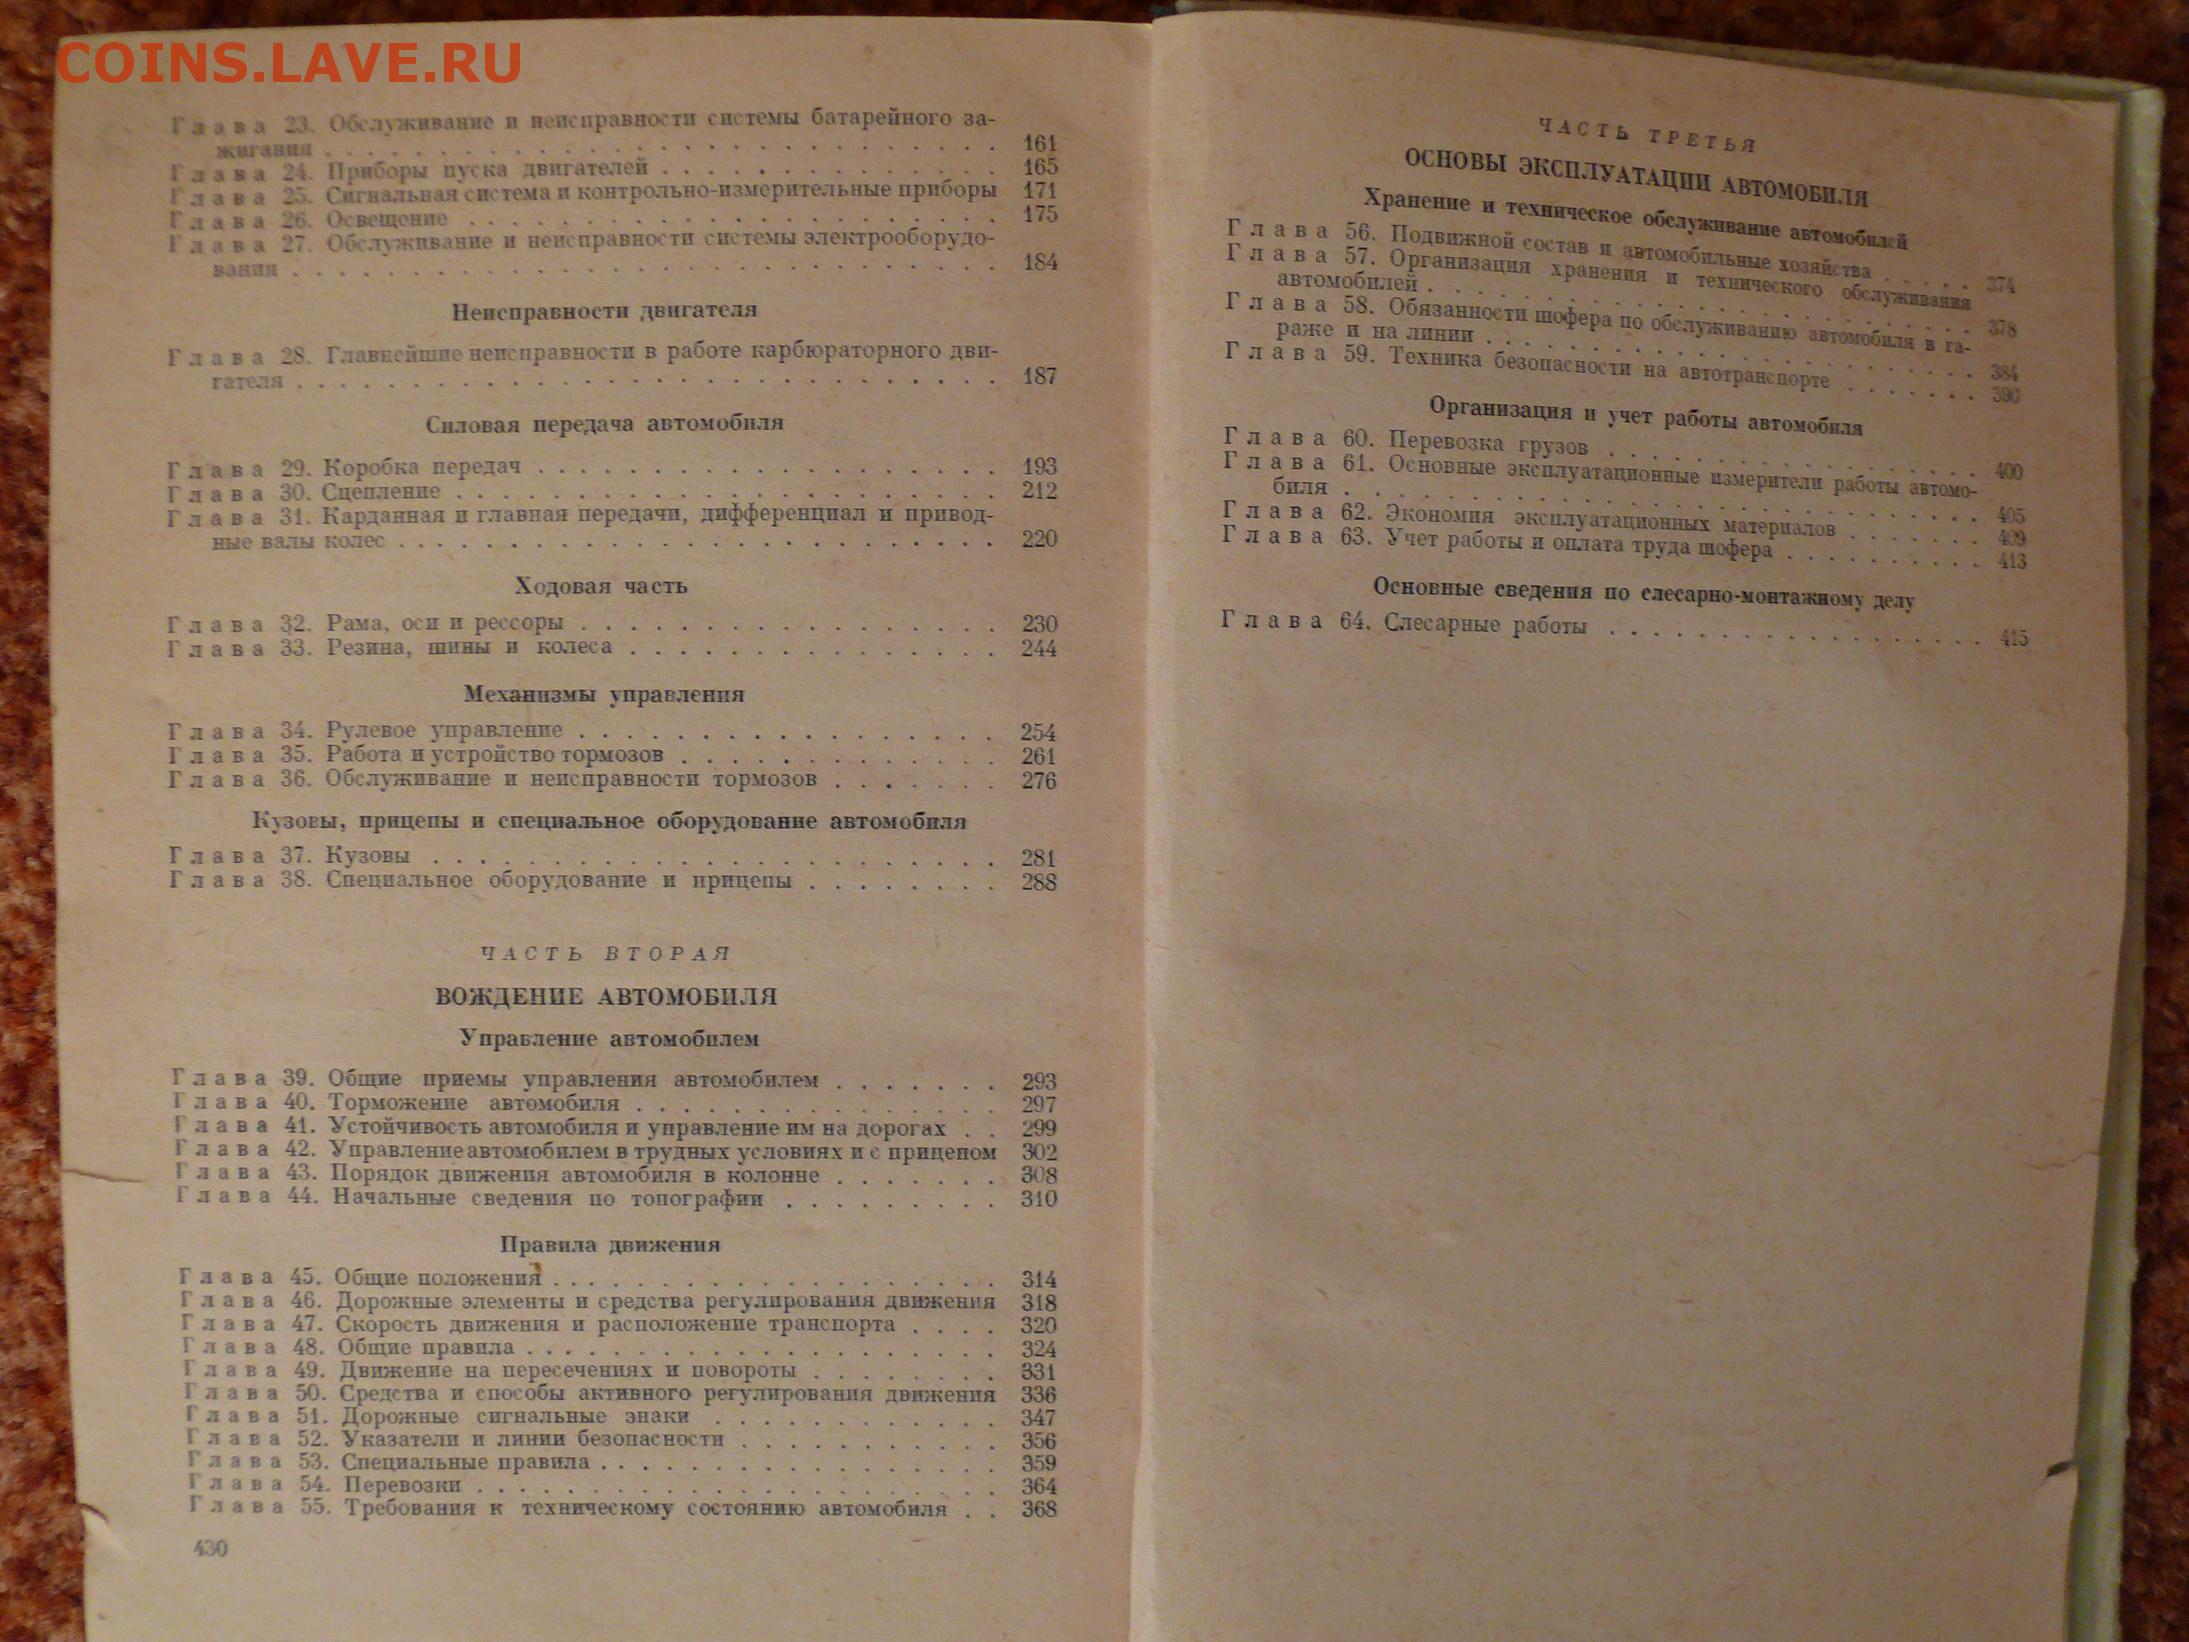 COINS.LAVE.RU
Глава 23. Обслуживание и неисправности системы батарейного за-
жигания . . . . . . . . . . . . . . . . . . . . . . . 161
Глава 24. Приборы пуска двигателей . . . . . . . . . . . . 165
Глава 25. Сигнальная система и контрольно-измерительные приборы 171
Глава 26. Освещение . . . . . . . . . . . . . . . . . . . 175
Глава 27. Обслуживание и неисправности системы электрооборудо-
вания . . . . . . . . . . . . . . . . . . . . . . . . 184
Неисправности двигателя
Глава 28. Главнейшие неисправности в работе карбюраторного дви-
гателя . . . . . . . . . . . . . . . . . . . . . . . . 187
Силовая передача автомобиля
Глава 29. Коробка передач . . . . . . . . . . . . . . . . 193
Глава 30. Сцепление . . . . . . . . . . . . . . . . . . . 212
Глава 31. Карданная и главная передачи, дифференциал и привод-
ные валы колес . . . . . . . . . . . . . . . . . . . . 220
Ходовая часть
Глава 32. Рама, оси и рессоры . . . . . . . . . . . . . . 230
Глава 33. Резина, шины и колеса . . . . . . . . . . . . . 244
Механизмы управления
Глава 34. Рулевое управление . . . . . . . . . . . . . . 254
Глава 35. Работа и устройство тормозов . . . . . . . . . . 261
Глава 36. Обслуживание и неисправности тормозов . . . . . . 276
Кузовы, прицепы и специальное оборудование автомобиля
Глава 37. Кузовы . . . . . . . . . . . . . . . . . . . . 281
Глава 38. Специальное оборудование и прицепы . . . . . . . 288
ЧАСТЬ ВТОРАЯ
ВОЖДЕНИЕ АВТОМОБИЛЯ
Управление автомобилем
Глава 39. Общие приемы управления автомобилем . . . . . . . 293
Глава 40. Торможение автомобиля . . . . . . . . . . . . . 297
Глава 41. Устойчивость автомобиля и управление им на дорогах . . 299
Глава 42. Управление автомобилем в трудных условиях и с прицепом 302
Глава 43. Порядок движения автомобиля в колонне . . . . . . . 308
Глава 44. Начальные сведения по топографии . . . . . . . . . 310
Правила движения
Глава 45. Общие положения . . . . . . . . . . . . . . . . 314
Глава 46. Дорожные элементы и средства регулирования движения 318
Глава 47. Скорость движения и расположение транспорта . . . . 320
Глава 48. Общие правила . . . . . . . . . . . . . . . . . 324
Глава 49. Движение на пересечениях и повороты . . . . . . . 331
Глава 50. Средства и способы активного регулирования движения 336
Глава 51. Дорожные сигнальные знаки . . . . . . . . . . . 347
Глава 52. Указатели и линии безопасности . . . . . . . . . . 356
Глава 53. Специальные правила . . . . . . . . . . . . . . 359
Глава 54. Перевозки . . . . . . . . . . . . . . . . . . . 364
Глава 55. Требования к техническому состоянию автомобиля . . 368
430
ЧАСТЬ ТРЕТЬЯ
ОСНОВЫ ЭКСПЛУАТАЦИИ АВТОМОБИЛЯ
Хранение и техническое обслуживание автомобилей
Глава 56. Подвижной состав и автомобильные хозяйства . . . . . 374
Глава 57. Организация хранения и технического обслуживания
автомобилей . . . . . . . . . . . . . . . . . . . . . 378
Глава 58. Обязанности шофера по обслуживанию автомобиля в га-
раже и на линии . . . . . . . . . . . . . . . . . . . 384
Глава 59. Техника безопасности на автотранспорте . . . . . . . 390
Организация и учет работы автомобиля
Глава 60. Перевозка грузов . . . . . . . . . . . . . . . . 400
Глава 61. Основные эксплуатационные измерители работы автомо-
биля . . . . . . . . . . . . . . . . . . . . . . . . 405
Глава 62. Экономия эксплуатационных материалов . . . . . . . 409
Глава 63. Учет работы и оплата труда шофера . . . . . . . . . 413
Основные сведения по слесарно-монтажному делу
Глава 64. Слесарные работы . . . . . . . . . . . . . . . . 415